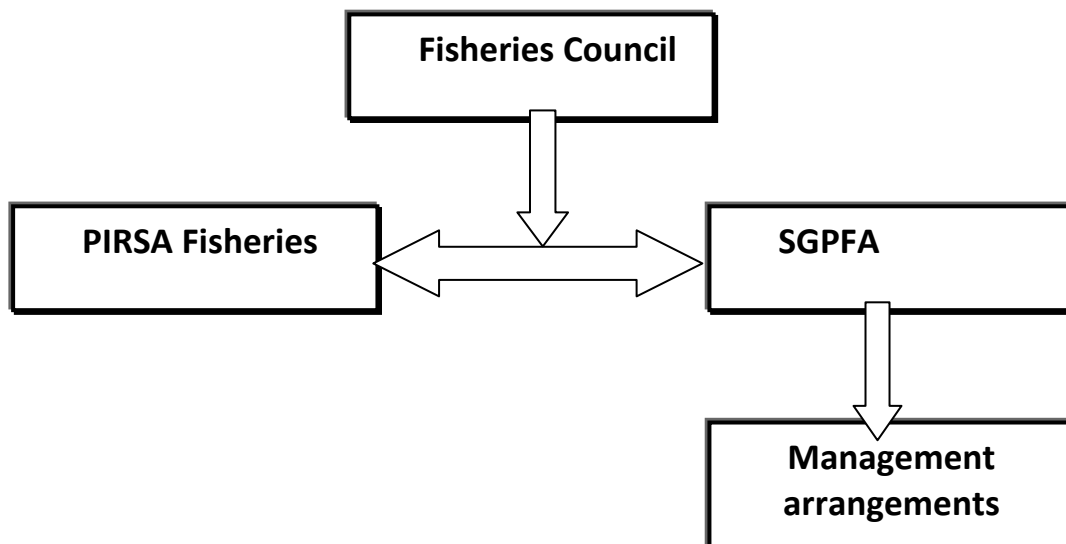 Fisheries Council
PIRSA Fisheries
SGPFA
Management
arrangements